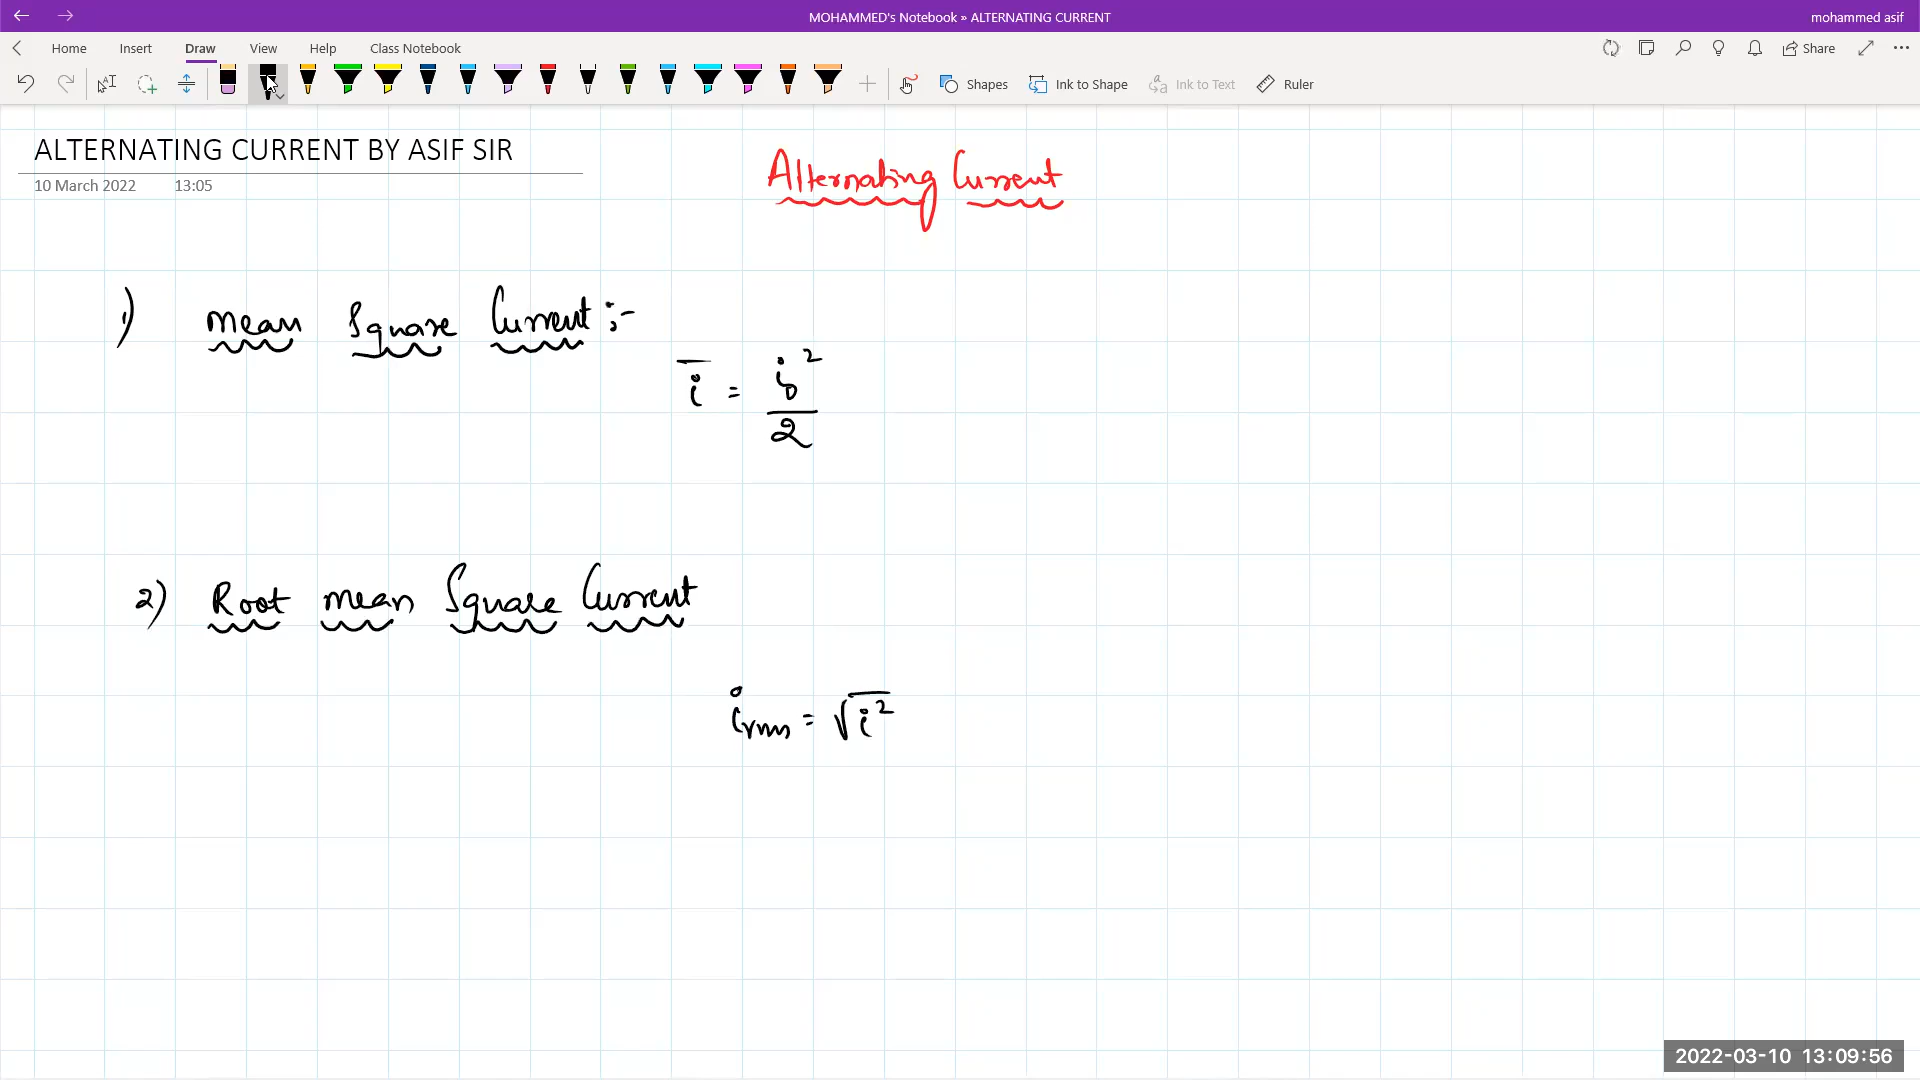 MOHAMMED's Notebook » ALTERNATING CURRENT
mohammed asif
Home Insert Draw View Help Class Notebook
Share
Shapes Ink to Shape Ink to Text Ruler
ALTERNATING CURRENT BY ASIF SIR
10 March 2022 13:05
Alternating Current
1) Mean Square Current :-
i̅ = i₀²/2
2) Root mean Square Current
i_rms = √i²
2022-03-10 13:09:56